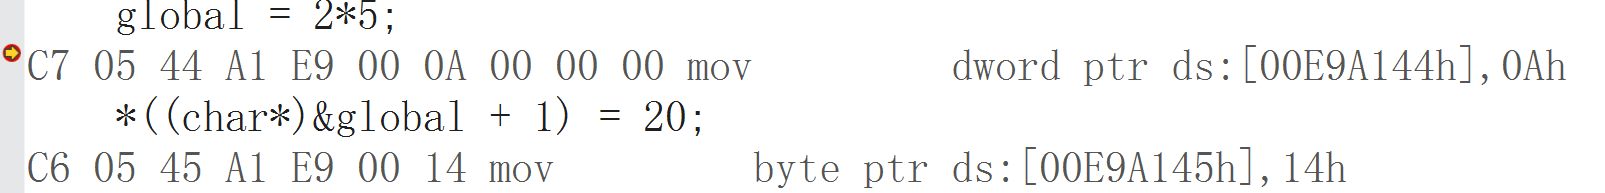 global = 2*5;
C7 05 44 A1 E9 00 0A 00 00 00 mov dword ptr ds:[00E9A144h],0Ah
*((char*)&global + 1) = 20;
C6 05 45 A1 E9 00 14 mov byte ptr ds:[00E9A145h],14h